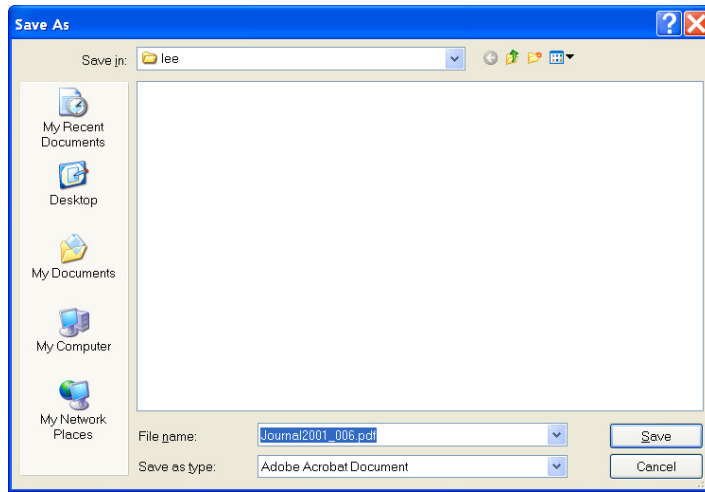 Save As
Save in:
lee
My Recent
Documents
Desktop
My Documents
My Computer
My Network
Places
File name:
Journal2001_006.pdf
Save
Save as type:
Adobe Acrobat Document
Cancel